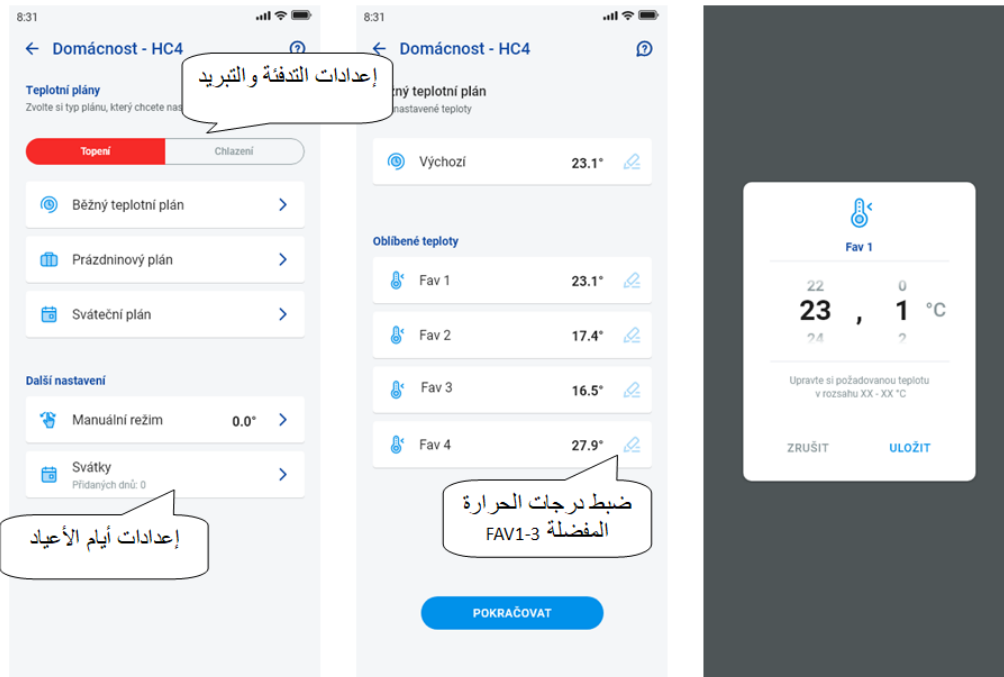 8:31
Domácnost - HC4
Teplotní plány
Zvolte si typ plánu, který chcete nas
إعدادات التدفئة والتبريد
Topení
Chlazení
Běžný teplotní plán
Prázdninový plán
Sváteční plán
Další nastavení
Manuální režim 0.0°
Svátky
Přidaných dnů: 0
إعدادات أيام الأعياد
8:31
Domácnost - HC4
ný teplotní plán
nastavené teploty
Výchozí 23.1°
Oblíbené teploty
Fav 1 23.1°
Fav 2 17.4°
Fav 3 16.5°
Fav 4 27.9°
ضبط درجات الحرارة
المفضلة FAV1-3
POKRAČOVAT
Fav 1
22 0
23 , 1 °C
24 2
Upravte si požadovanou teplotu
v rozsahu XX - XX °C
ZRUŠIT ULOŽIT